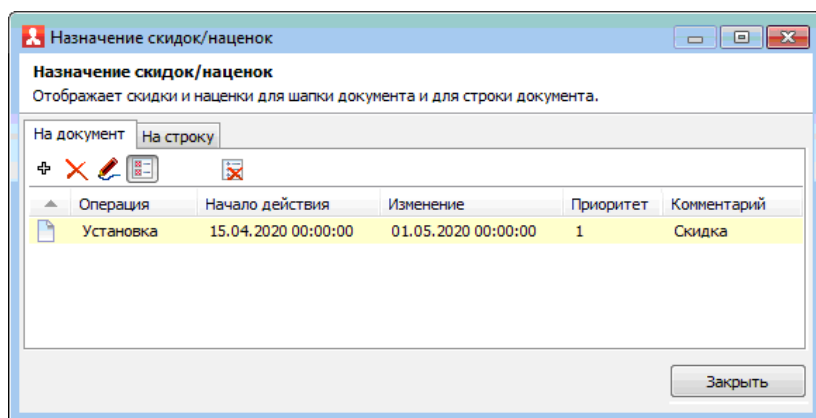 Назначение скидок/наценок
Назначение скидок/наценок
Отображает скидки и наценки для шапки документа и для строки документа.
На документ На строку
Операция Начало действия Изменение Приоритет Комментарий
Установка 15.04.2020 00:00:00 01.05.2020 00:00:00 1 Скидка
Закрыть